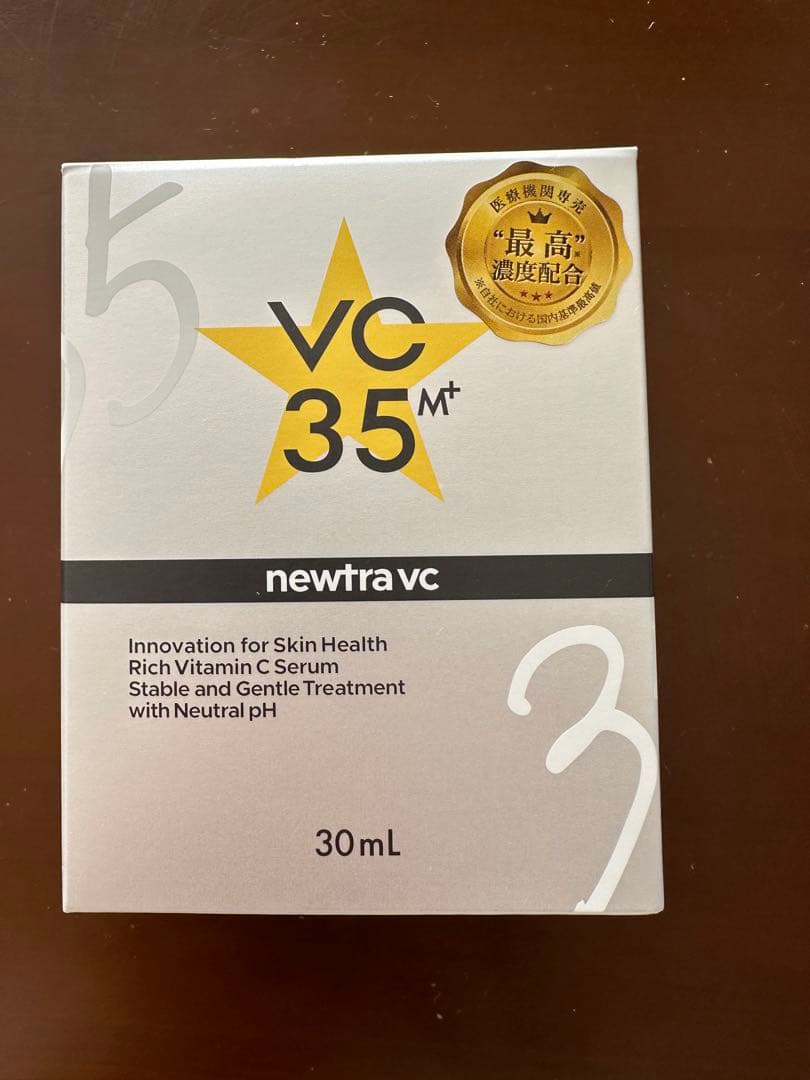 医療機関専売
“最高”※
濃度配合
※自社における国内基準最高値
VC
35M+
newtra vc
Innovation for Skin Health
Rich Vitamin C Serum
Stable and Gentle Treatment
with Neutral pH
30mL
35
3